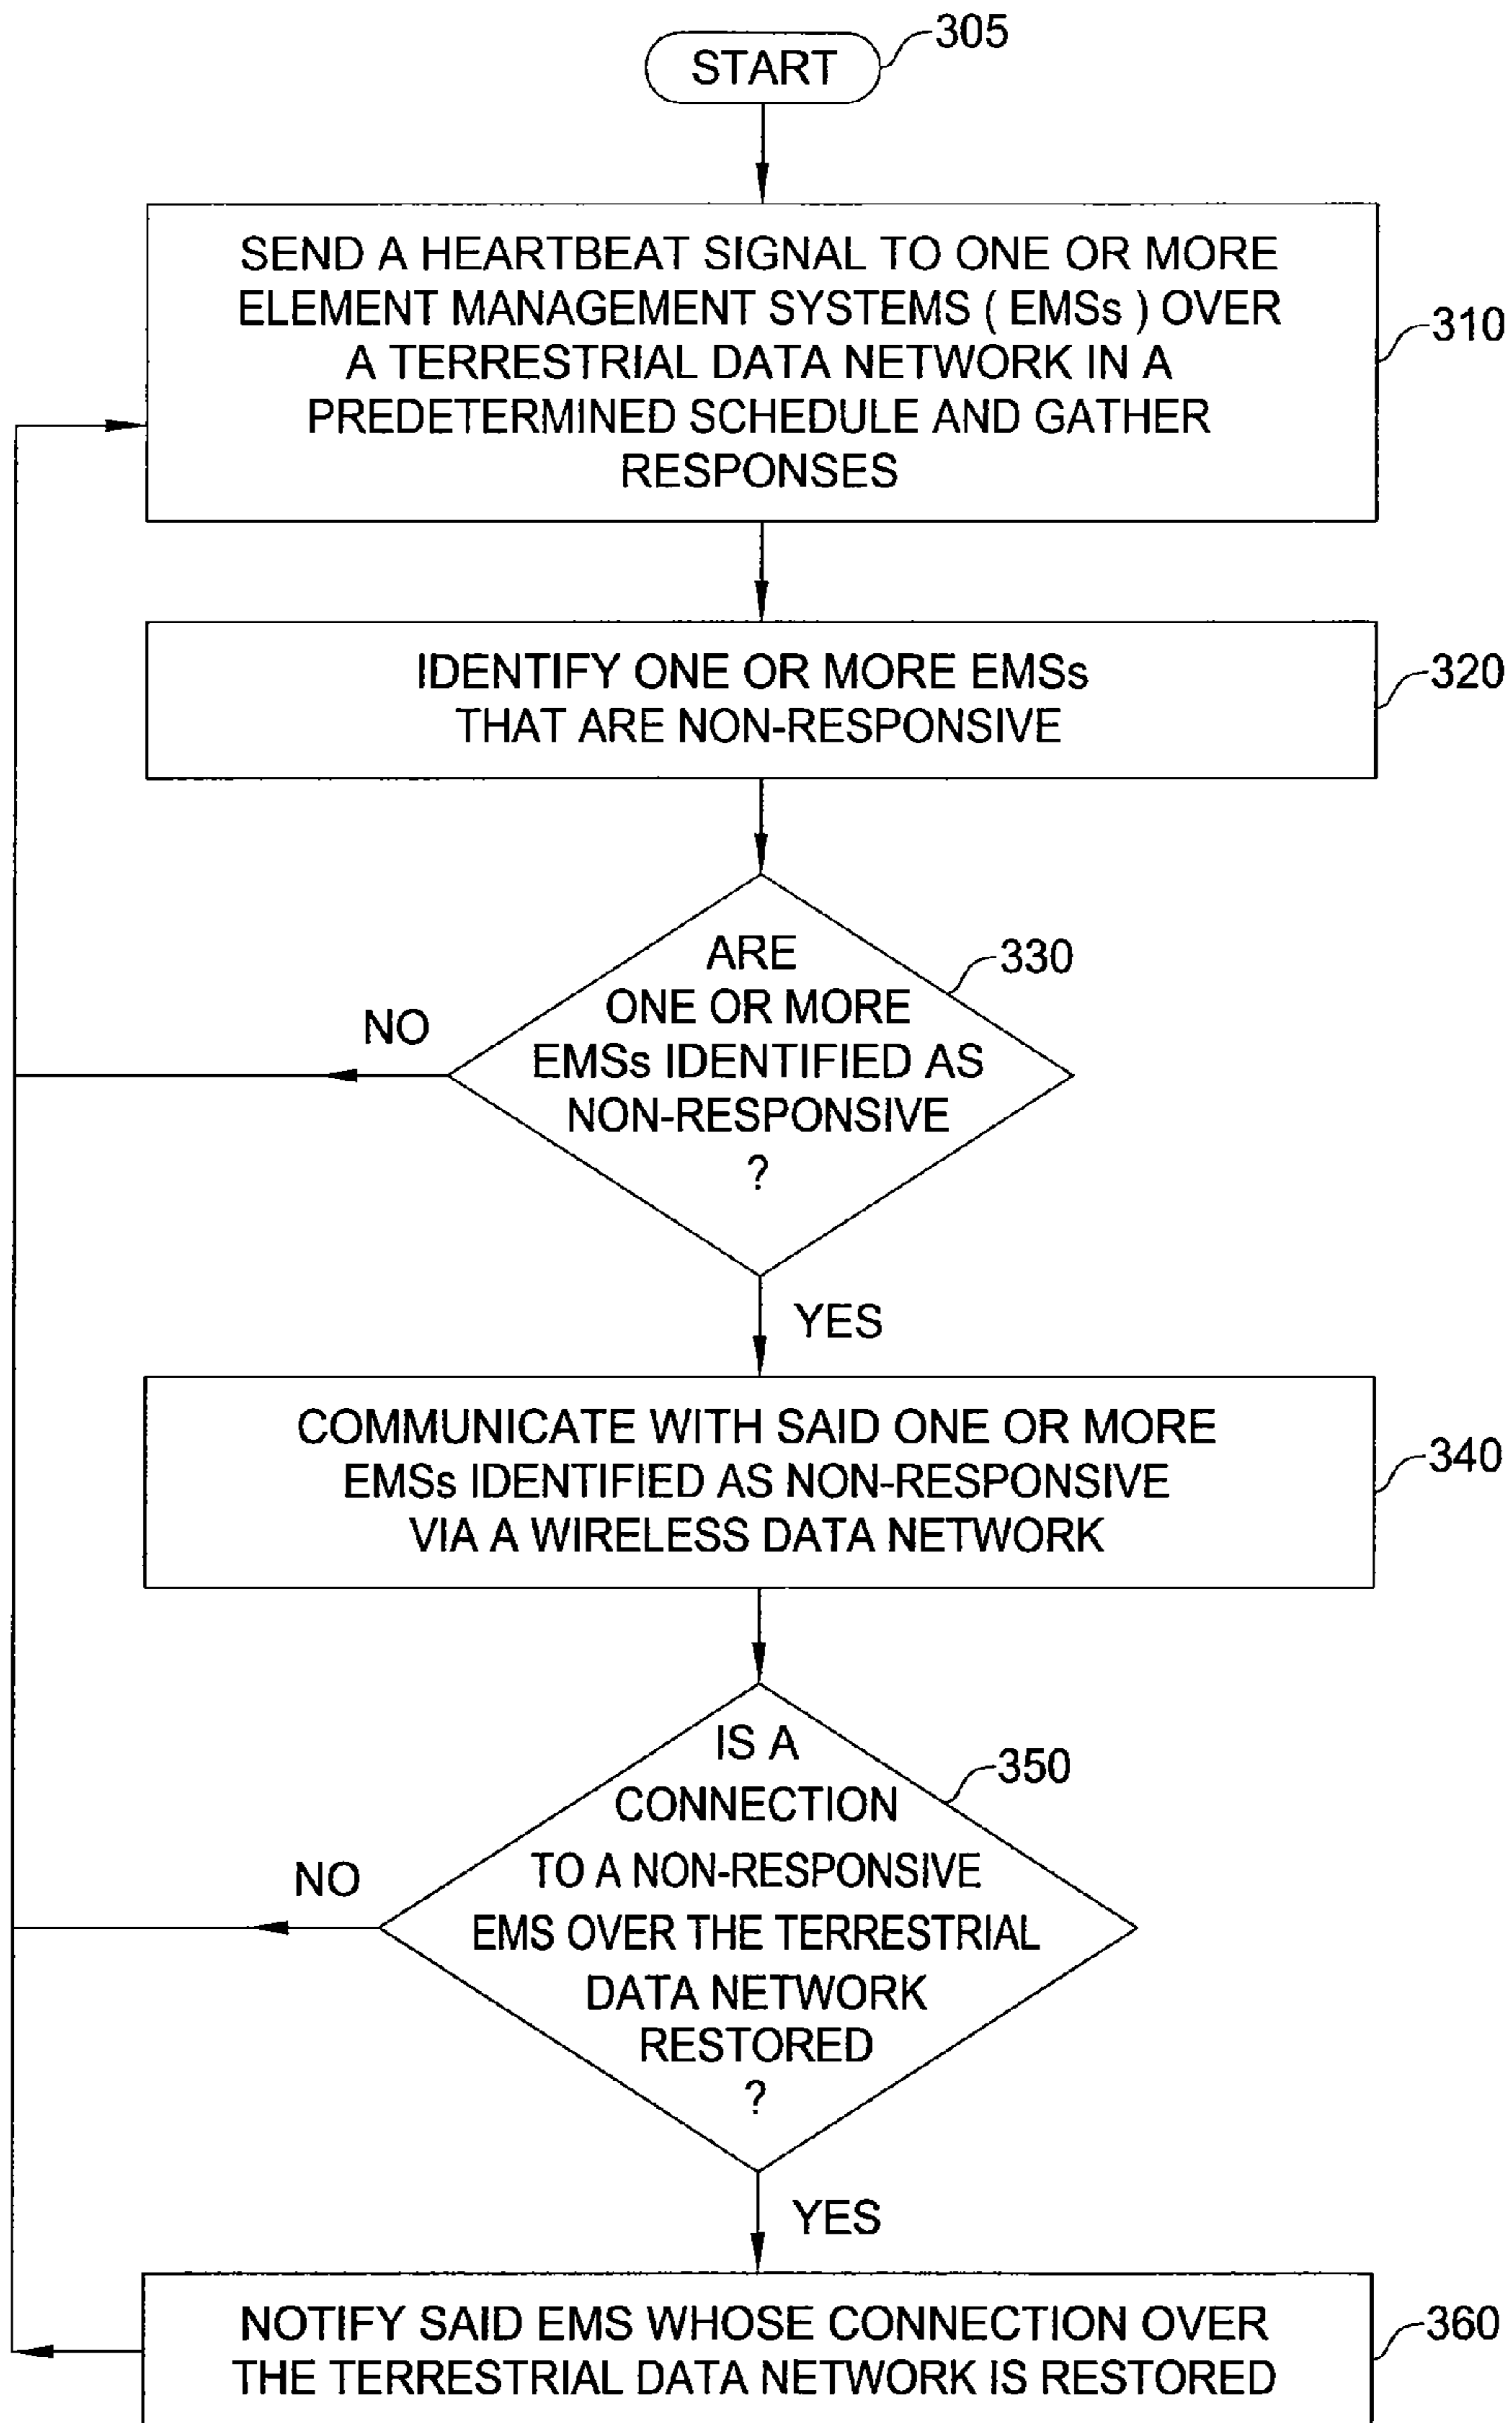 START
305
SEND A HEARTBEAT SIGNAL TO ONE OR MORE
ELEMENT MANAGEMENT SYSTEMS ( EMSs ) OVER
A TERRESTRIAL DATA NETWORK IN A
PREDETERMINED SCHEDULE AND GATHER
RESPONSES
310
IDENTIFY ONE OR MORE EMSs
THAT ARE NON-RESPONSIVE
320
ARE
ONE OR MORE
EMSs IDENTIFIED AS
NON-RESPONSIVE
?
330
NO
YES
COMMUNICATE WITH SAID ONE OR MORE
EMSs IDENTIFIED AS NON-RESPONSIVE
VIA A WIRELESS DATA NETWORK
340
IS A
CONNECTION
TO A NON-RESPONSIVE
EMS OVER THE TERRESTRIAL
DATA NETWORK
RESTORED
?
350
NO
YES
NOTIFY SAID EMS WHOSE CONNECTION OVER
THE TERRESTRIAL DATA NETWORK IS RESTORED
360